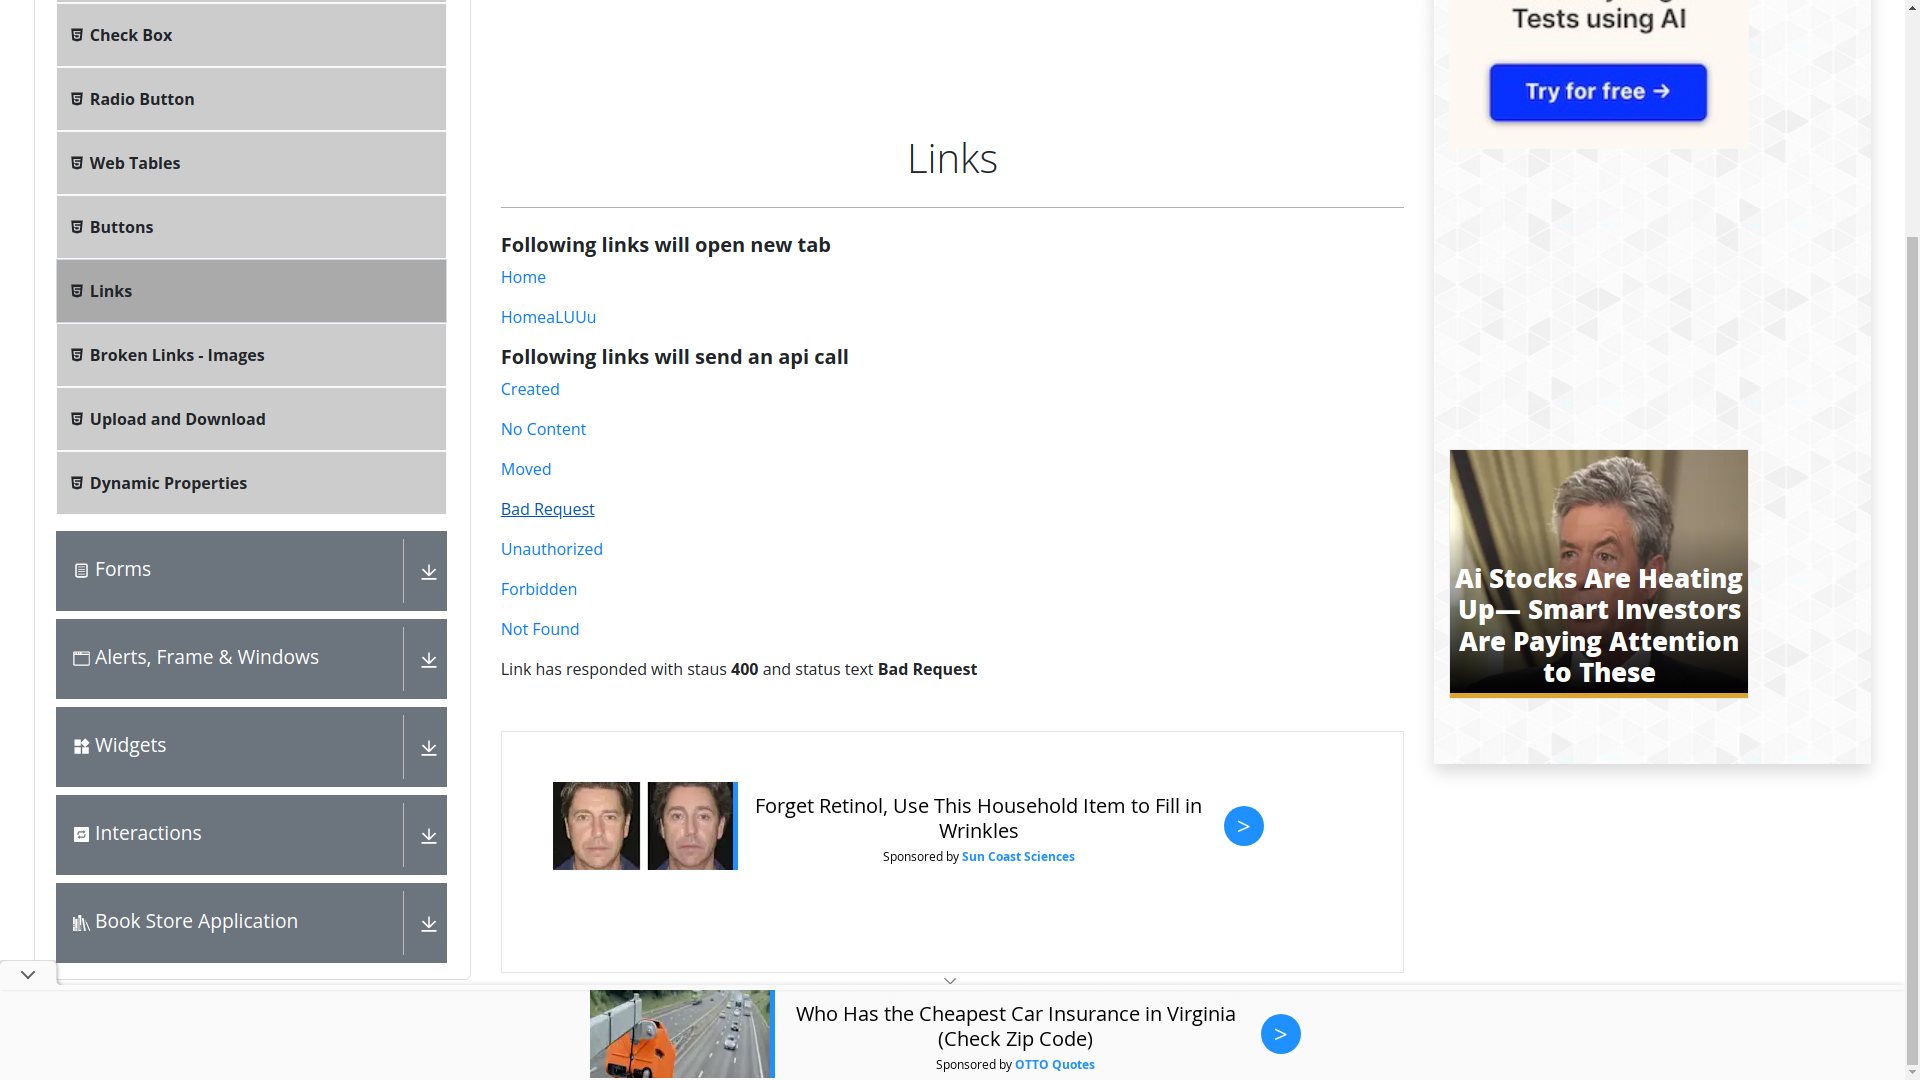 Check Box
Radio Button
Web Tables
Buttons
Links
Broken Links - Images
Upload and Download
Dynamic Properties
Forms
Alerts, Frame & Windows
Widgets
Interactions
Book Store Application
Links
Following links will open new tab
Home
HomeaLUUu
Following links will send an api call
Created
No Content
Moved
Bad Request
Unauthorized
Forbidden
Not Found
Link has responded with staus 400 and status text Bad Request
Forget Retinol, Use This Household Item to Fill in
Wrinkles
Sponsored by Sun Coast Sciences
>
Tests using AI
Try for free →
Ai Stocks Are Heating
Up— Smart Investors
Are Paying Attention
to These
Who Has the Cheapest Car Insurance in Virginia
(Check Zip Code)
Sponsored by OTTO Quotes
>